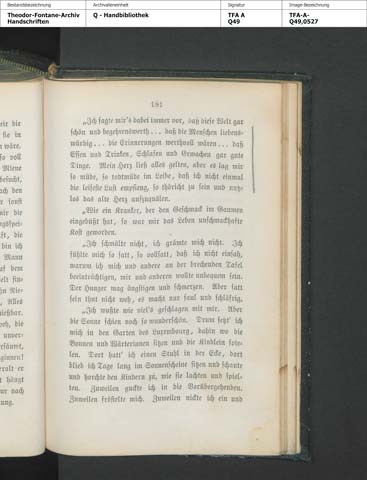 Bestandsbezeichnung
Theodor-Fontane-Archiv
Handschriften
Archivalieneinheit
Q - Handbibliothek
Signatur
TFA A
Q49
Image-Bezeichnung
TFA-A-
Q49,0527
181
„Ich sagte mir's dabei immer vor, daß diese Welt gar
schön und begehrenswerth... daß die Menschen liebens-
würdig... die Erinnerungen werthvoll wären... daß
Essen und Trinken, Schlafen und Erwachen gar gute
Dinge. Mein Herz ließ alles gelten, aber es lag mir
so müde, so todtmüde im Leibe, daß ich nicht einmal
die leiseste Lust empfieng, so thöricht zu sein und nutz-
los das alte Herz aufzuquälen.
„Wie ein Kranker, der den Geschmack im Gaumen
eingebüßt hat, so war mir das Leben unschmackhafte
Kost geworden.
„Ich schmälte nicht, ich grämte mich nicht. Ich
fühlte mich so satt, so vollsatt, daß ich nicht einsah,
warum ich mich und andere an der brechenden Tafel
beeinträchtigen, mir und anderen wollte unbequem sein.
Der Hunger mag ängstigen und schmerzen. Aber satt
sein thut nicht weh, es macht nur faul und schläfrig.
„Ich wußte wie viel's geschlagen mit mir. Aber
die Sonne schien noch so wunderschön. Drum setzt' ich
mich in den Garten des Luxembourg, dahin wo die
Bonnen und Wärterinnen sitzen und die Kindlein spie-
len. Dort hatt' ich einen Stuhl in der Ecke, dort
blieb ich Tage lang im Sonnenscheine sitzen und schaute
und horchte den Kindern zu, wie sie lachten und spiel-
ten. Zuweilen guckte ich in die Vorübergehenden.
Zuweilen fröstelte mich. Zuweilen nickte ich ein und